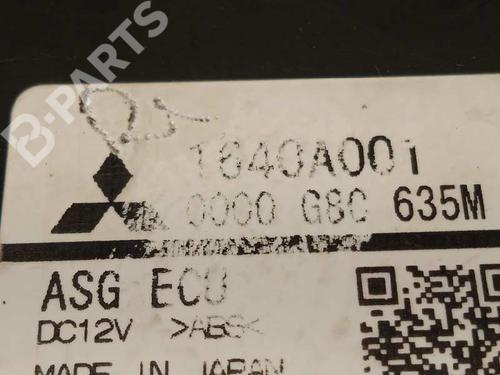 B-PARTS
1840A001
0000 G8C 635M
ASG ECU
DC12V >ABS<
MADE IN JAPAN